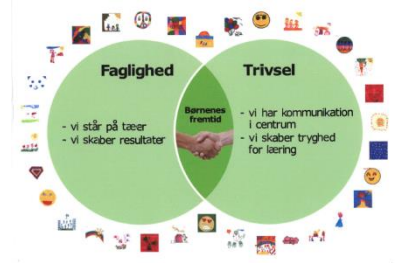 Faglighed
- vi står på tæer
- vi skaber resultater
Børnenes
fremtid
Trivsel
- vi har kommunikation
i centrum
- vi skaber tryghed
for læring